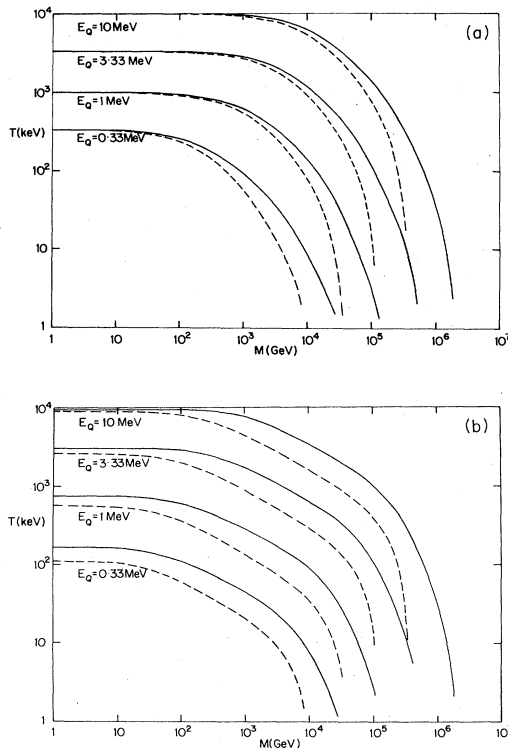 (a)
10⁴
E_Q = 10 MeV
E_Q = 3·33 MeV
10³
E_Q = 1 MeV
T(keV)
E_Q = 0·33 MeV
10²
10
1
1 10 10² 10³ 10⁴ 10⁵ 10⁶ 10⁷
M(GeV)
(b)
10⁴
E_Q = 10 MeV
E_Q = 3·33 MeV
10³
T(keV)
E_Q = 1 MeV
10²
E_Q = 0·33 MeV
10
1
1 10 10² 10³ 10⁴ 10⁵ 10⁶ 10⁷
M(GeV)